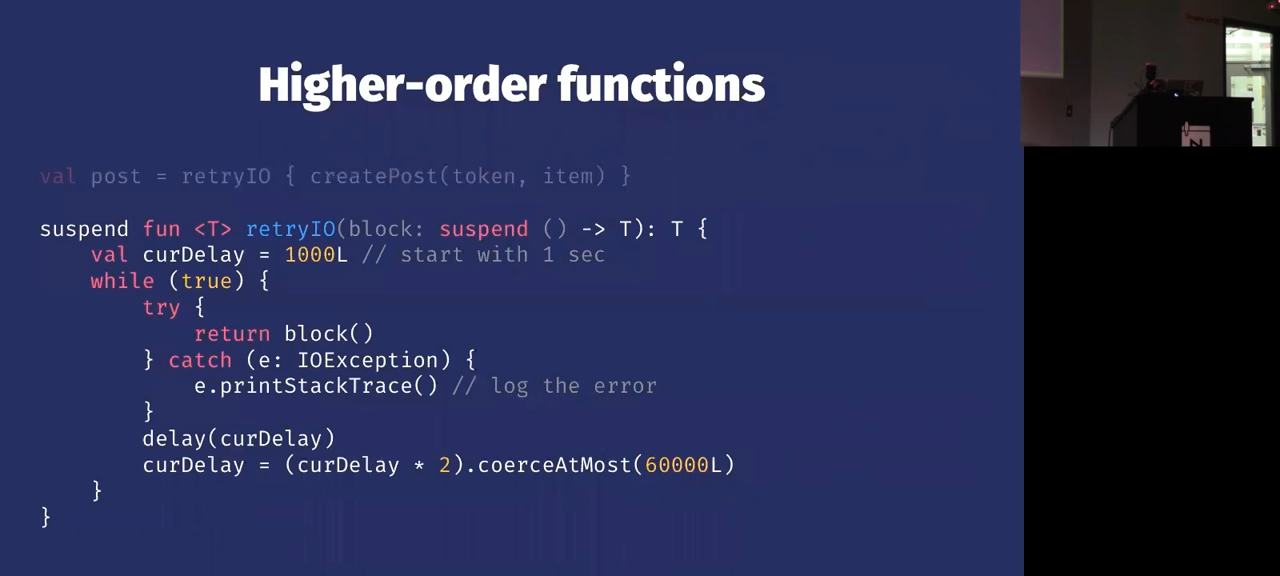 Higher-order functions
val post = retryIO { createPost(token, item) }
suspend fun <T> retryIO(block: suspend () -> T): T {
    val curDelay = 1000L // start with 1 sec
    while (true) {
        try {
            return block()
        } catch (e: IOException) {
            e.printStackTrace() // log the error
        }
        delay(curDelay)
        curDelay = (curDelay * 2).coerceAtMost(60000L)
    }
}